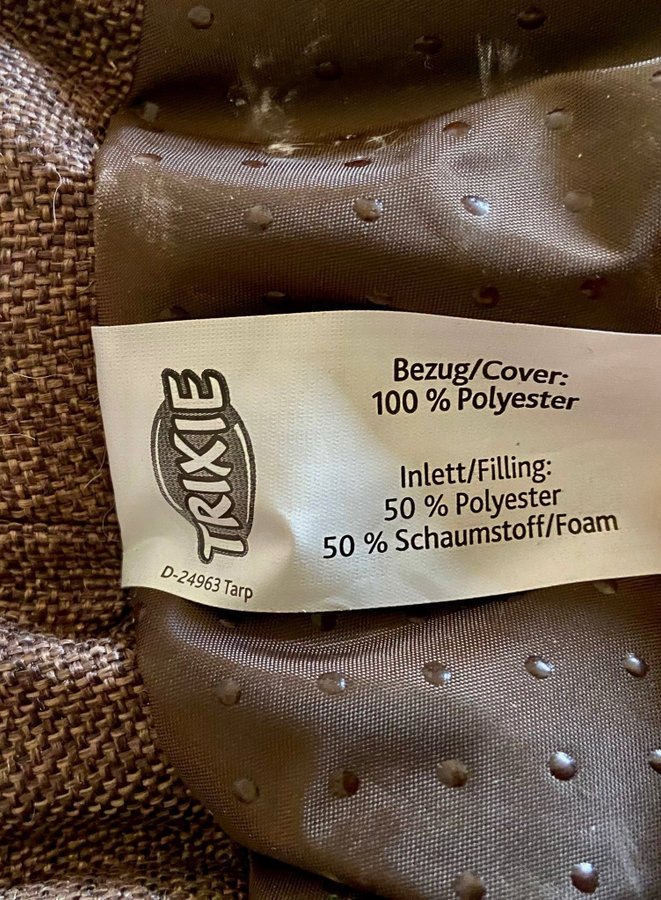 TRIXIE
D-24963 Tarp
Bezug/Cover:
100 % Polyester
Inlett/Filling:
50 % Polyester
50 % Schaumstoff/Foam